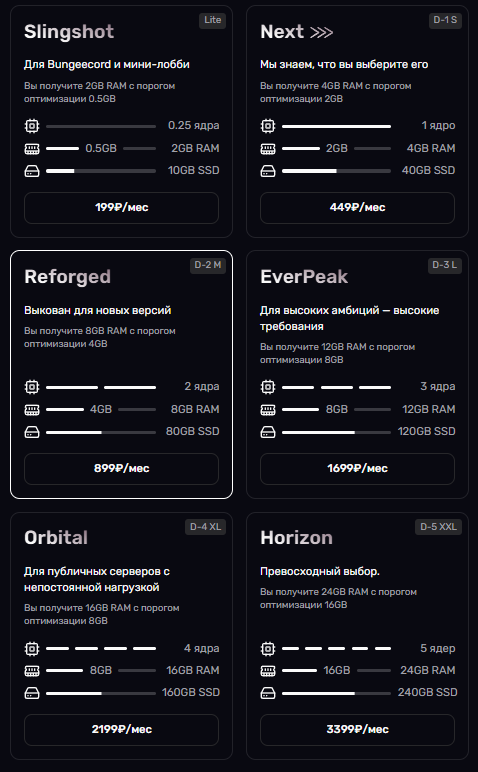 Slingshot
Lite
Для Bungeecord и мини-лобби
Вы получите 2GB RAM с порогом
оптимизации 0.5GB
0.25 ядра
0.5GB 2GB RAM
10GB SSD
199₽/мес
Next
D-1 S
Мы знаем, что вы выберите его
Вы получите 4GB RAM с порогом
оптимизации 2GB
1 ядро
2GB 4GB RAM
40GB SSD
449₽/мес
Reforged
D-2 M
Выкован для новых версий
Вы получите 8GB RAM с порогом
оптимизации 4GB
2 ядра
4GB 8GB RAM
80GB SSD
899₽/мес
EverPeak
D-3 L
Для высоких амбиций — высокие
требования
Вы получите 12GB RAM с порогом
оптимизации 8GB
3 ядра
8GB 12GB RAM
120GB SSD
1699₽/мес
Orbital
D-4 XL
Для публичных серверов с
непостоянной нагрузкой
Вы получите 16GB RAM с порогом
оптимизации 8GB
4 ядра
8GB 16GB RAM
160GB SSD
2199₽/мес
Horizon
D-5 XXL
Превосходный выбор.
Вы получите 24GB RAM с порогом
оптимизации 16GB
5 ядер
16GB 24GB RAM
240GB SSD
3399₽/мес